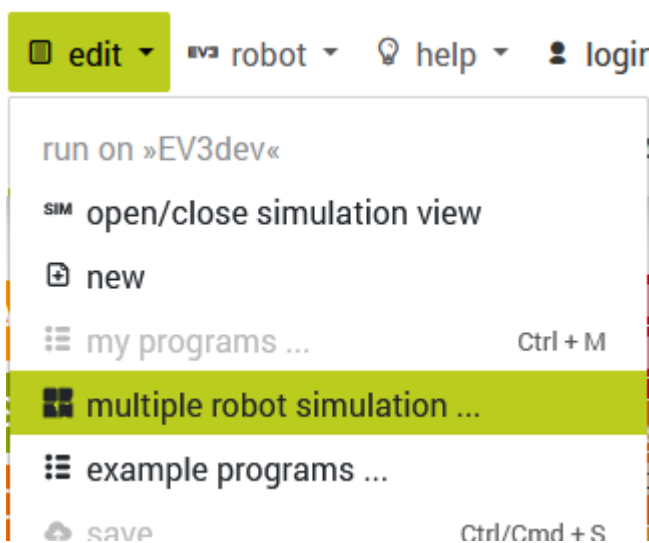 edit EV3 robot help login
run on »EV3dev«
SIM open/close simulation view
new
my programs ... Ctrl + M
multiple robot simulation ...
example programs ...
save Ctrl/Cmd + S